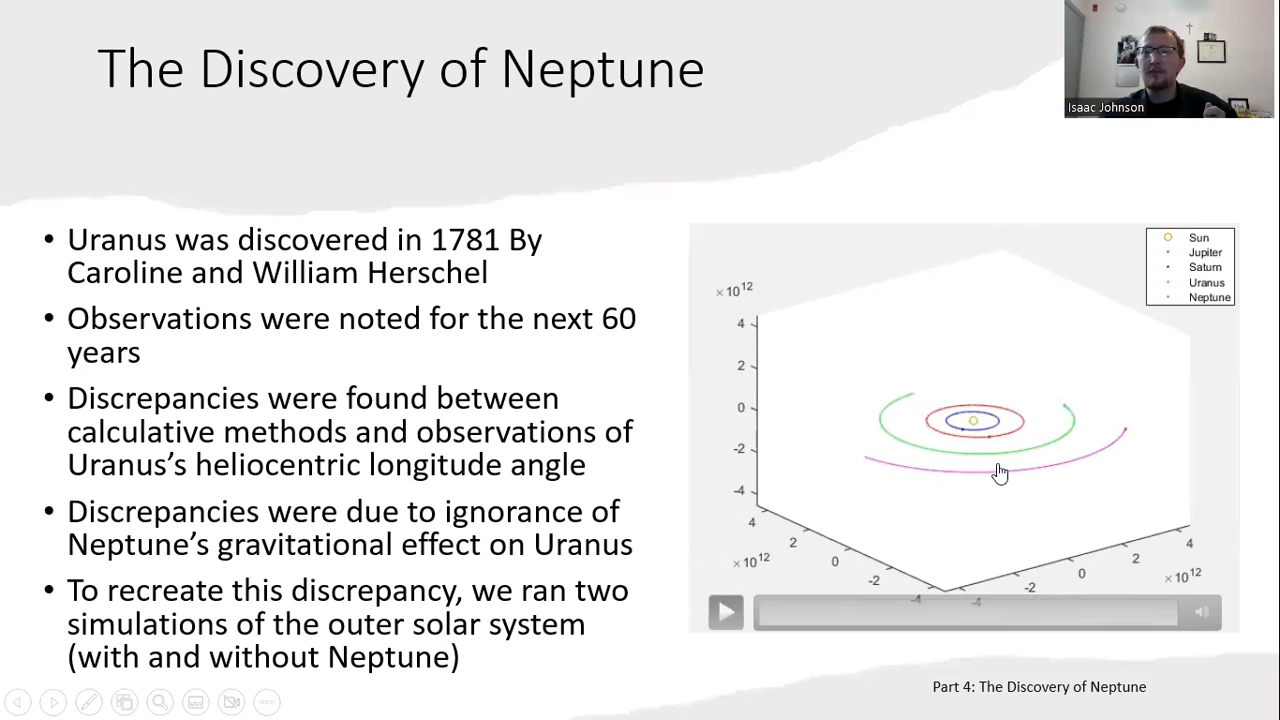 The Discovery of Neptune
Isaac Johnson
• Uranus was discovered in 1781 By
Caroline and William Herschel
• Observations were noted for the next 60
years
• Discrepancies were found between
calculative methods and observations of
Uranus’s heliocentric longitude angle
• Discrepancies were due to ignorance of
Neptune’s gravitational effect on Uranus
• To recreate this discrepancy, we ran two
simulations of the outer solar system
(with and without Neptune)
Sun
Jupiter
Saturn
Uranus
Neptune
×10¹²
4
2
0
-2
-4
4
2
0
-2
-4
×10¹²
-4
-2
0
2
4
×10¹²
Part 4: The Discovery of Neptune